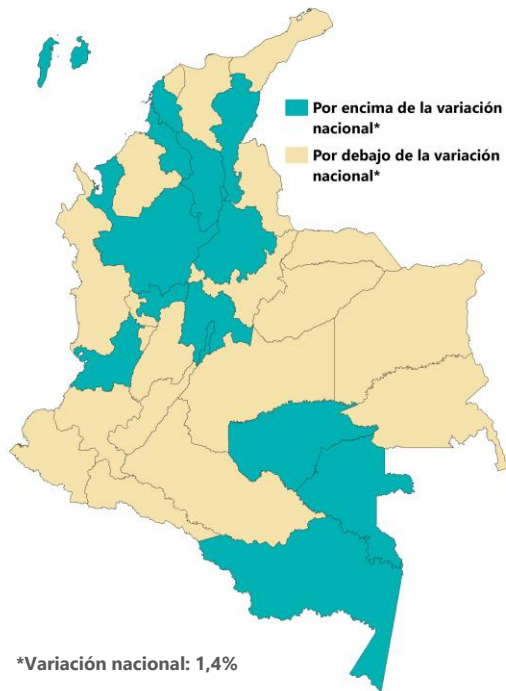 Por encima de la variación
nacional*
Por debajo de la variación
nacional*
*Variación nacional: 1,4%